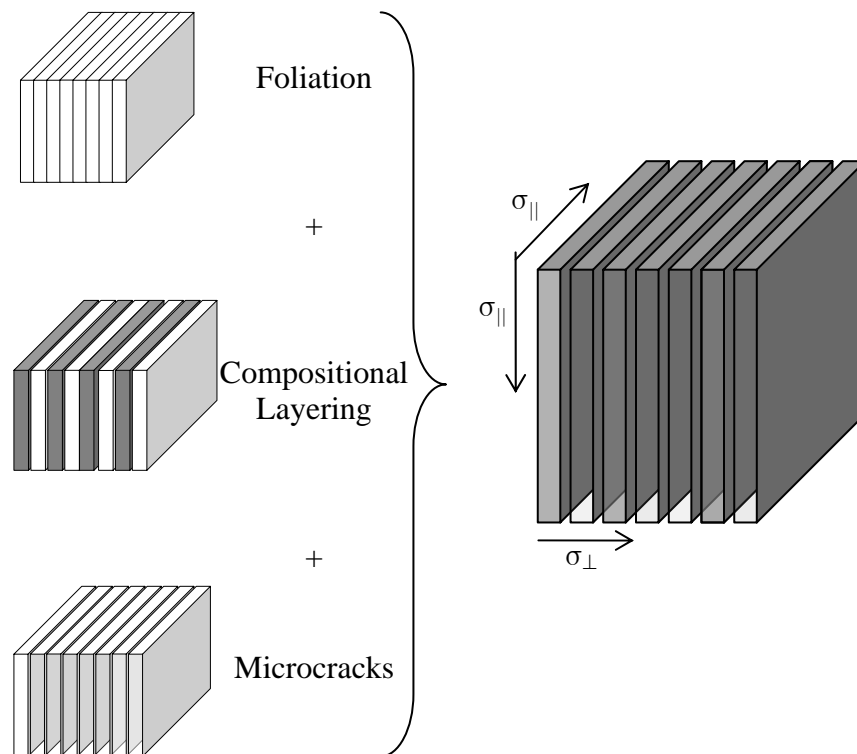 Foliation
+
σ||
σ||
Compositional
Layering
+
σ⊥
Microcracks